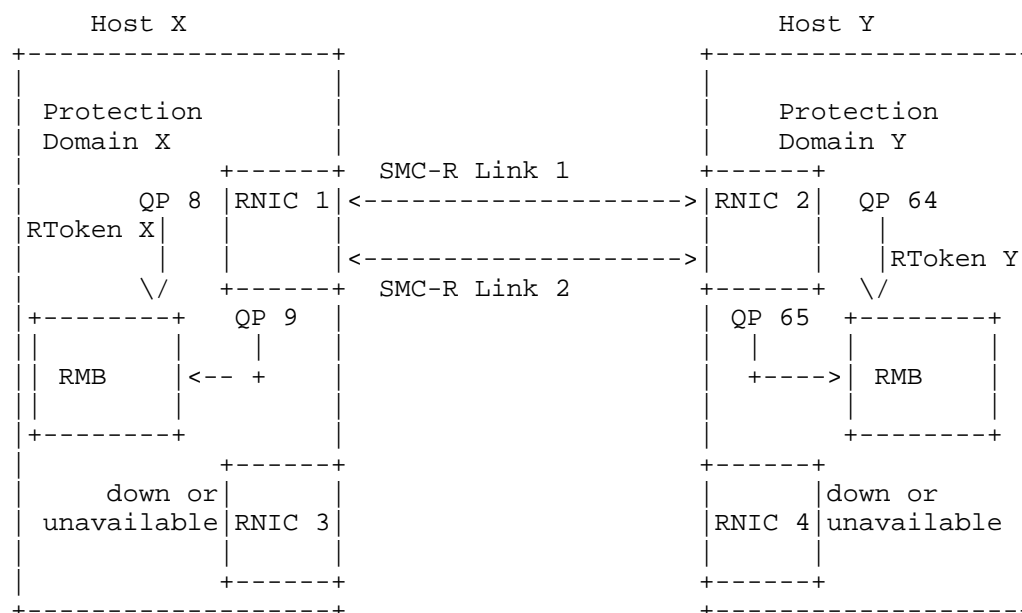 Host X Host Y
Protection Protection
Domain X Domain Y
SMC-R Link 1
QP 8 RNIC 1 RNIC 2 QP 64
RToken X
RToken Y
SMC-R Link 2
QP 9 QP 65
RMB RMB
down or down or
unavailable RNIC 3 RNIC 4 unavailable